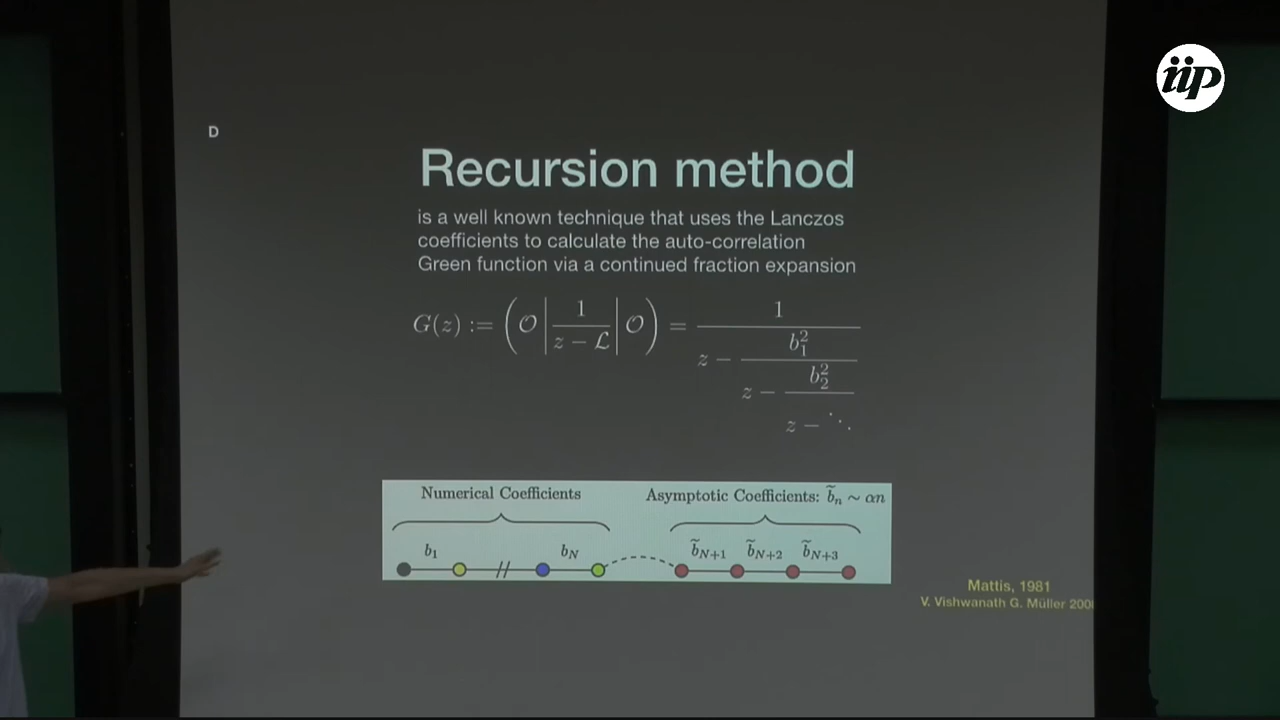 iip
D
Recursion method
is a well known technique that uses the Lanczos
coefficients to calculate the auto-correlation
Green function via a continued fraction expansion
G(z) := (𝒪 | 1/(z − ℒ) | 𝒪) = 1/(z − b₁²/(z − b₂²/(z − ⋱)))
Numerical Coefficients
Asymptotic Coefficients: b̃ₙ ∼ αn
b₁ // b_N b̃_{N+1} b̃_{N+2} b̃_{N+3}
Mattis, 1981
V. Vishwanath G. Müller